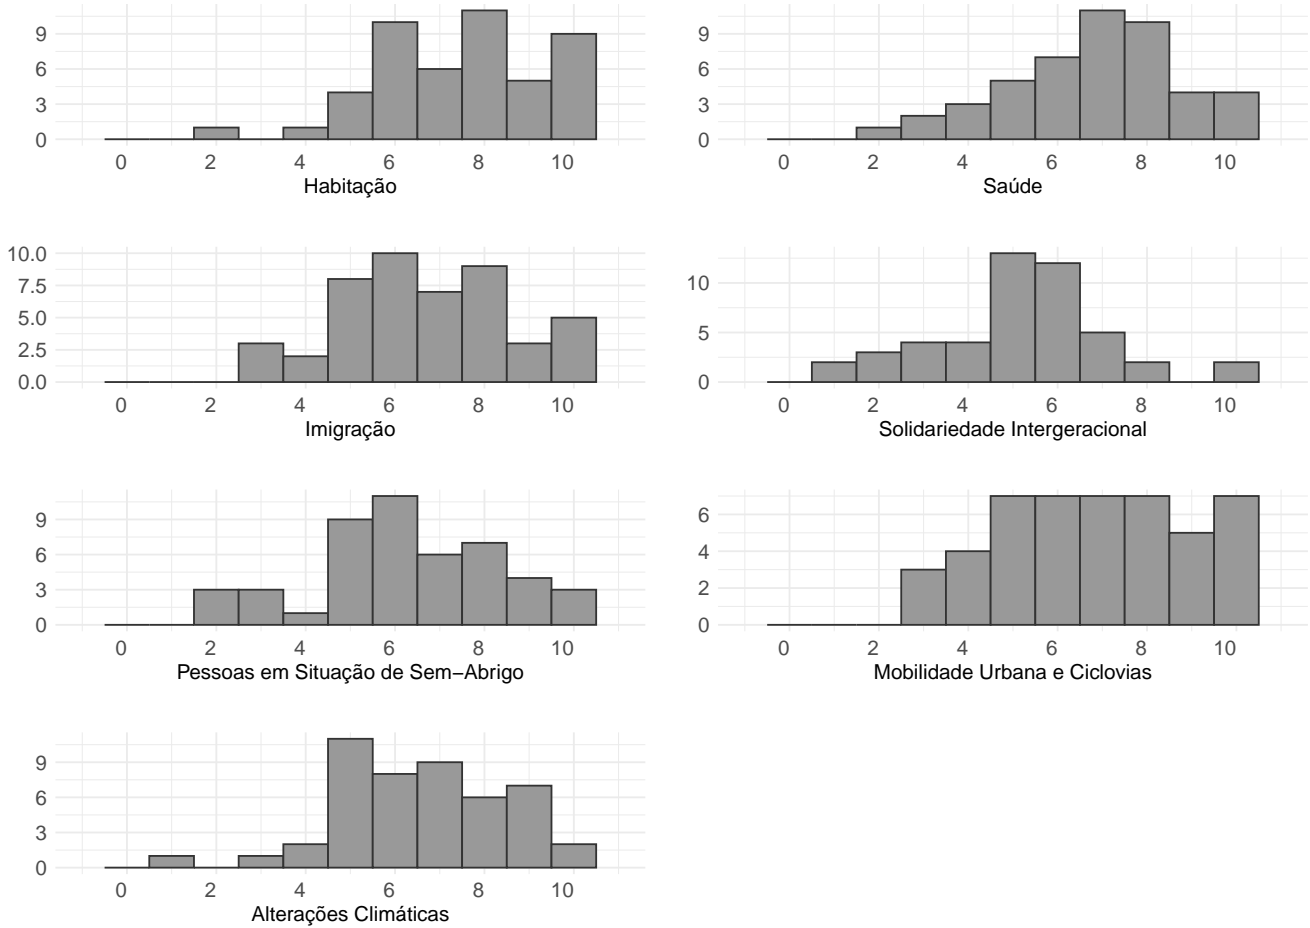 9
6
3
0
0 2 4 6 8 10
Habitação
9
6
3
0
0 2 4 6 8 10
Saúde
10.0
7.5
5.0
2.5
0.0
0 2 4 6 8 10
Imigração
10
5
0
0 2 4 6 8 10
Solidariedade Intergeracional
9
6
3
0
0 2 4 6 8 10
Pessoas em Situação de Sem−Abrigo
6
4
2
0
0 2 4 6 8 10
Mobilidade Urbana e Ciclovias
9
6
3
0
0 2 4 6 8 10
Alterações Climáticas